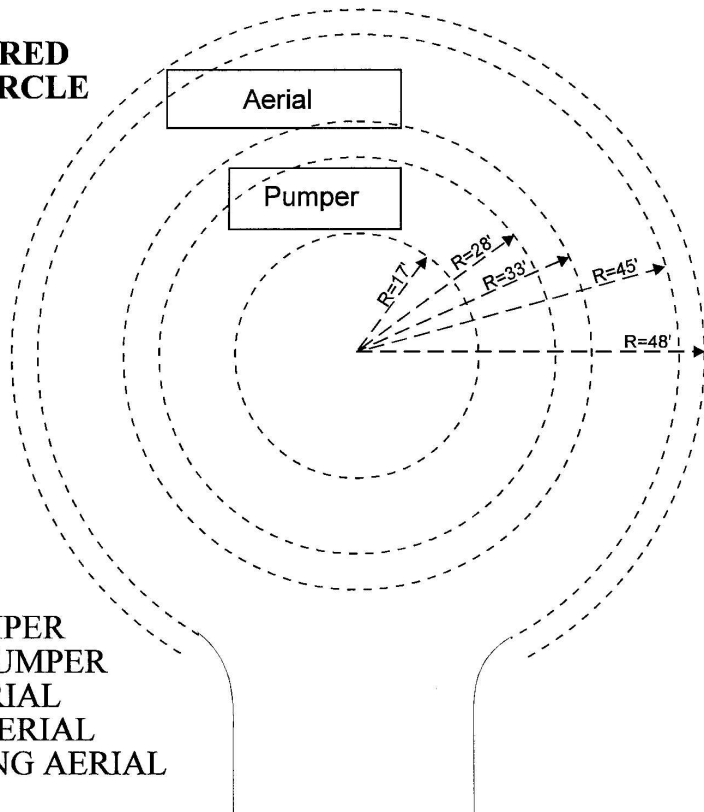 RED
RCLE
Aerial
Pumper
R=17'
R=28'
R=33'
R=45'
R=48'
PER
UMPER
RIAL
ERIAL
NG AERIAL